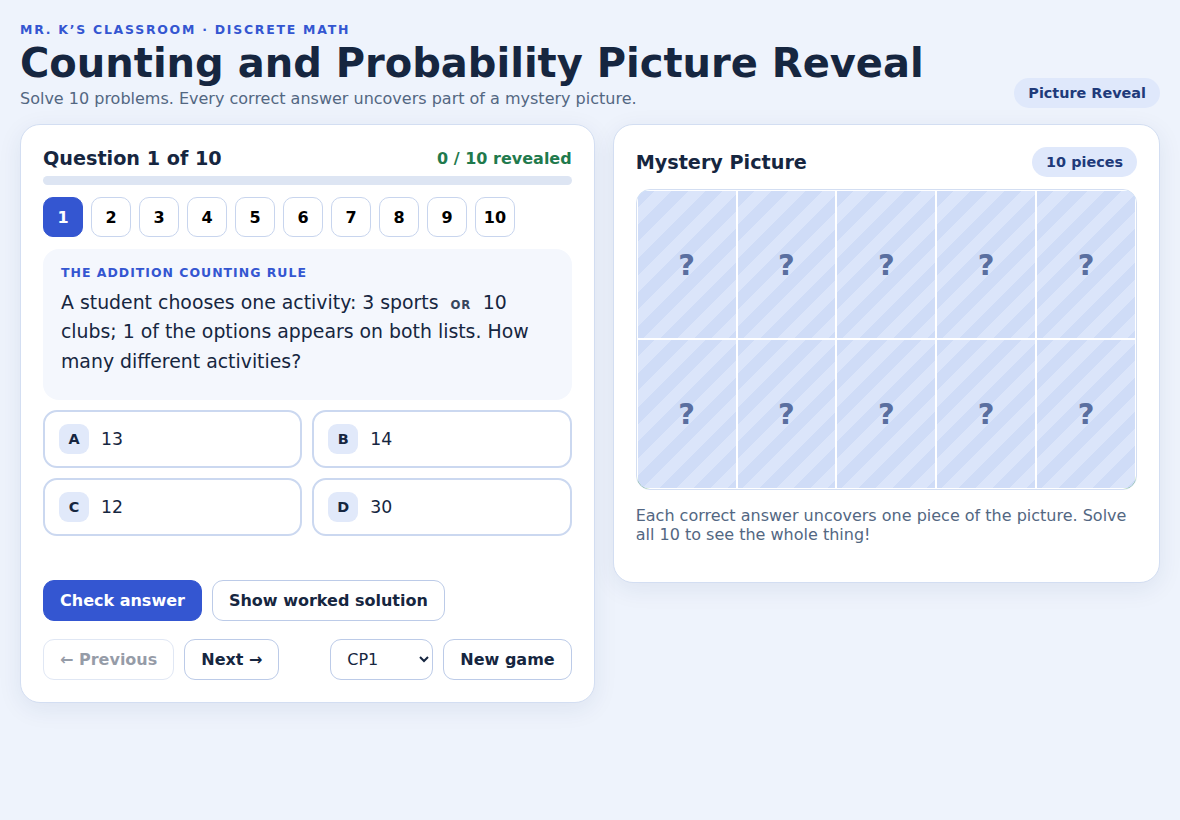 MR. K’S CLASSROOM · DISCRETE MATH
Counting and Probability Picture Reveal
Solve 10 problems. Every correct answer uncovers part of a mystery picture.
Picture Reveal
Question 1 of 10
0 / 10 revealed
1 2 3 4 5 6 7 8 9 10
THE ADDITION COUNTING RULE
A student chooses one activity: 3 sports OR 10
clubs; 1 of the options appears on both lists. How
many different activities?
A 13
B 14
C 12
D 30
Check answer
Show worked solution
← Previous
Next →
CP1
New game
Mystery Picture
10 pieces
? ? ? ? ?
? ? ? ? ?
Each correct answer uncovers one piece of the picture. Solve
all 10 to see the whole thing!